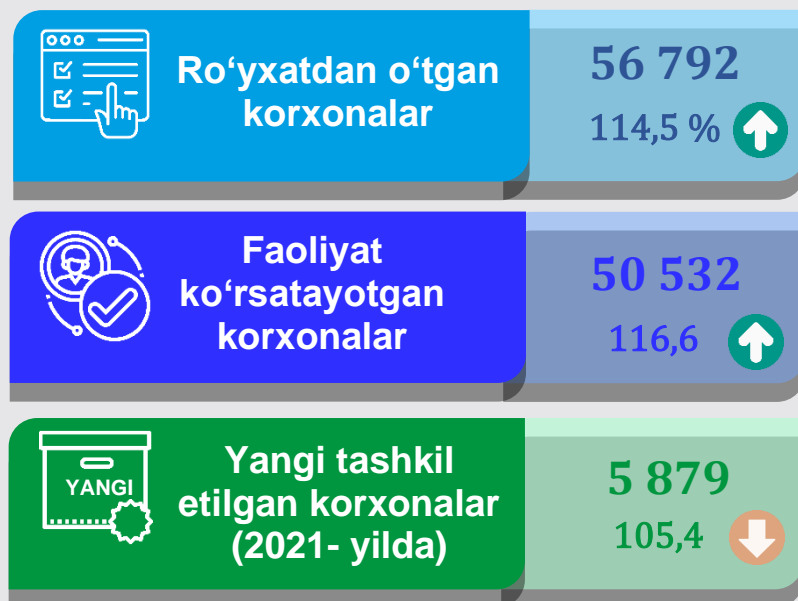 Ro‘yxatdan o‘tgan
korxonalar
56 792
114,5 %
Faoliyat
ko‘rsatayotgan
korxonalar
50 532
116,6
YANGI
Yangi tashkil
etilgan korxonalar
(2021- yilda)
5 879
105,4